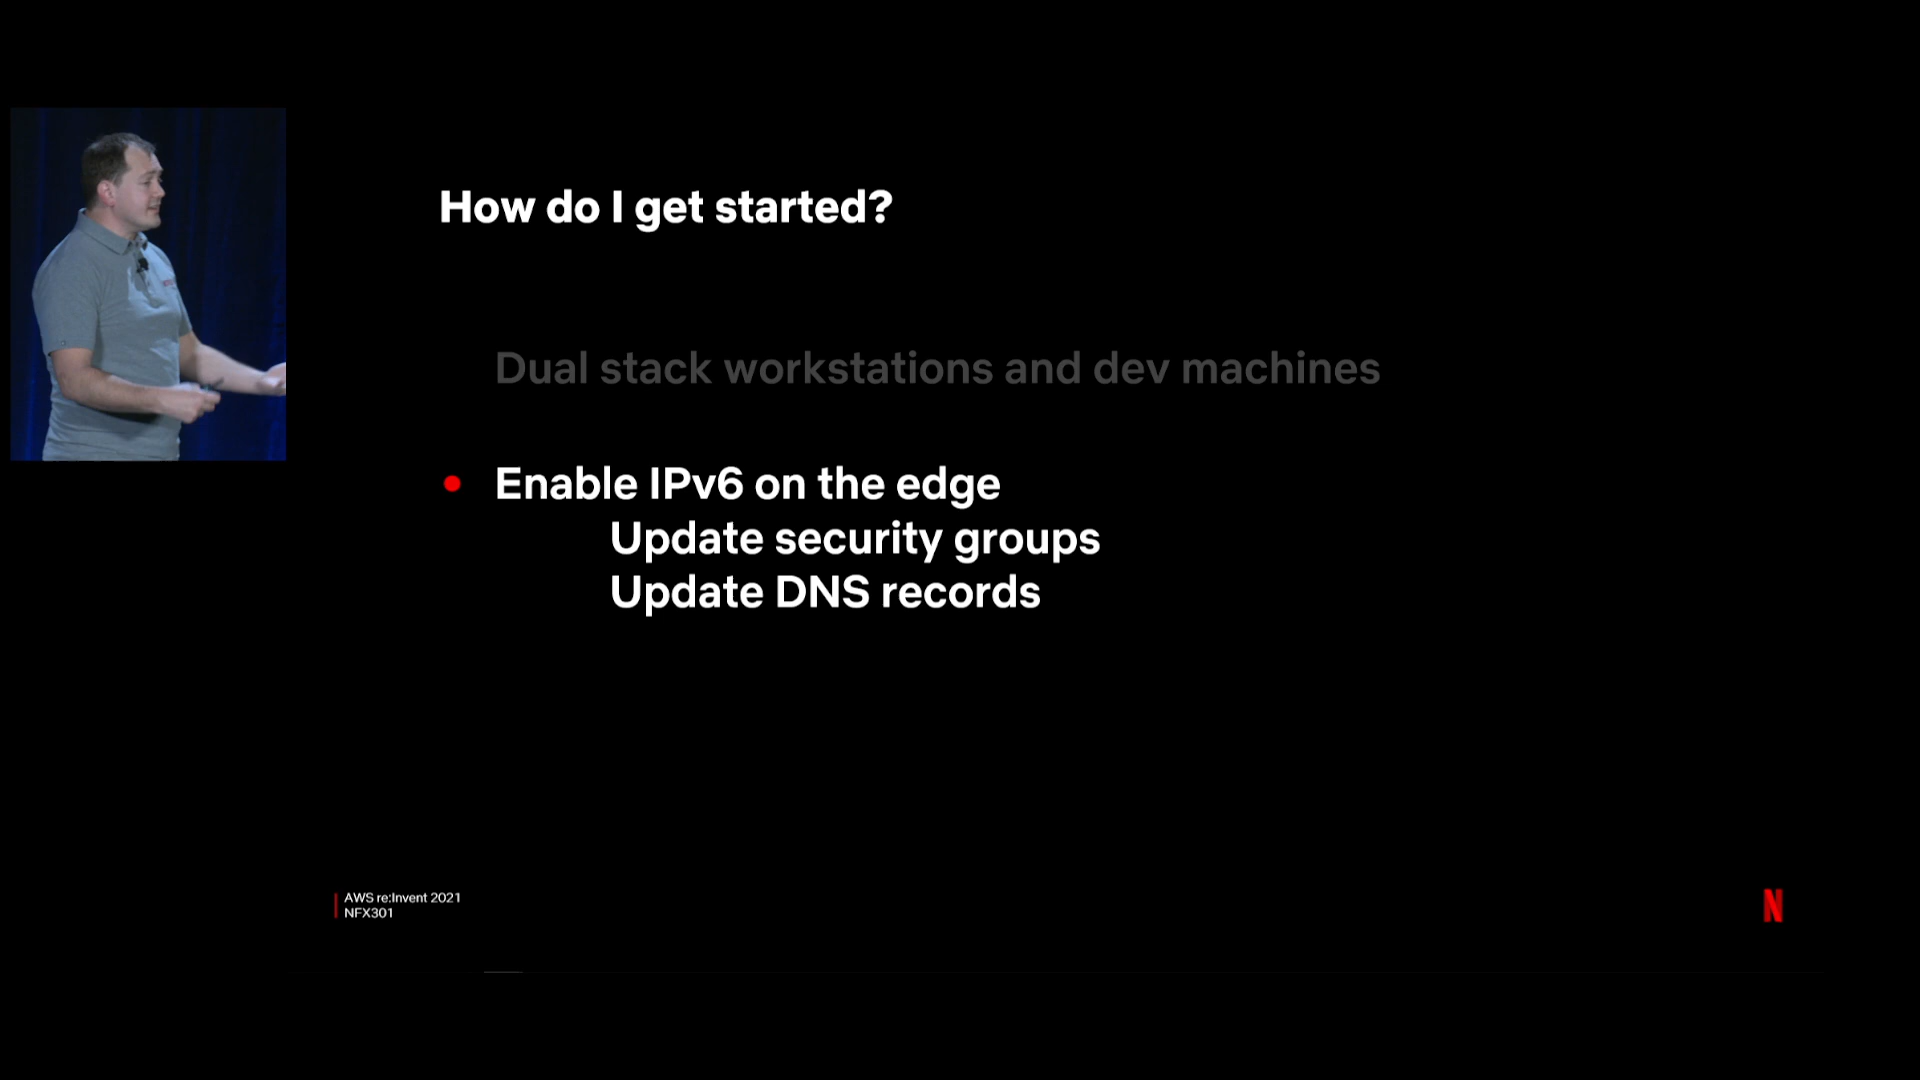 How do I get started?
Dual stack workstations and dev machines
Enable IPv6 on the edge
Update security groups
Update DNS records
AWS re:Invent 2021
NFX301
N